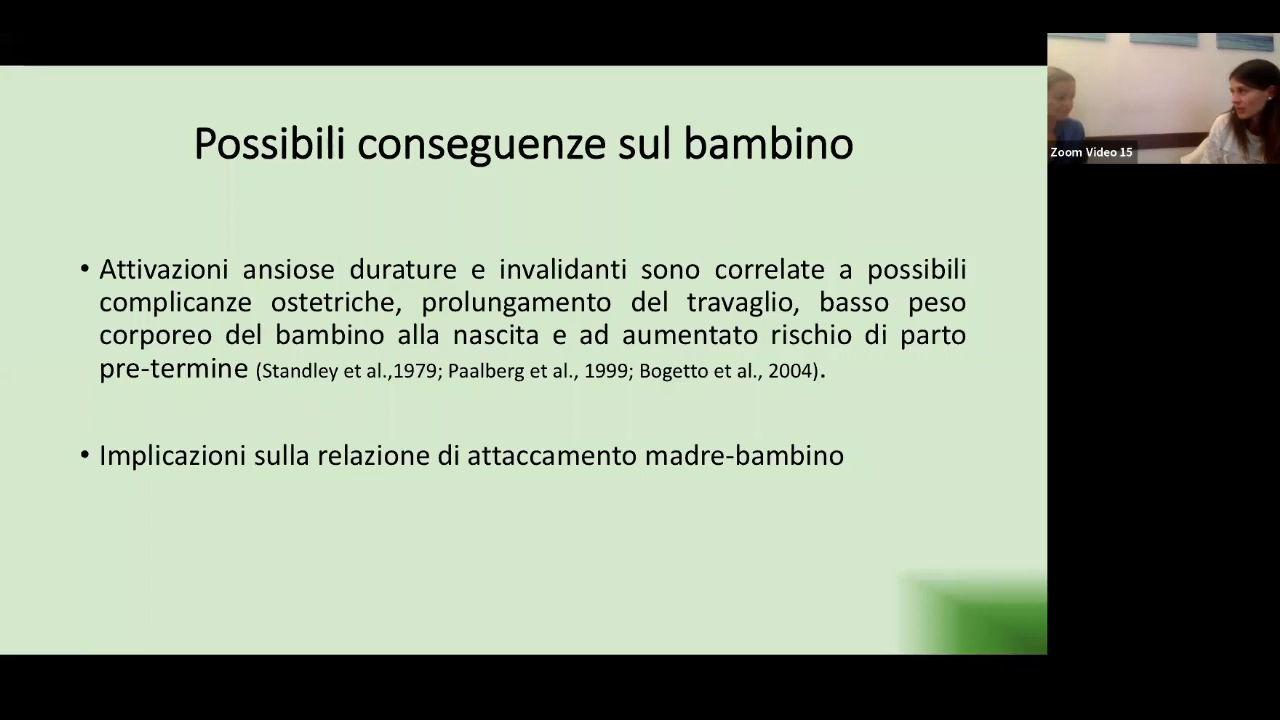 Possibili conseguenze sul bambino
• Attivazioni ansiose durature e invalidanti sono correlate a possibili
complicanze ostetriche, prolungamento del travaglio, basso peso
corporeo del bambino alla nascita e ad aumentato rischio di parto
pre-termine (Standley et al.,1979; Paalberg et al., 1999; Bogetto et al., 2004).
• Implicazioni sulla relazione di attaccamento madre-bambino
Zoom Video 15